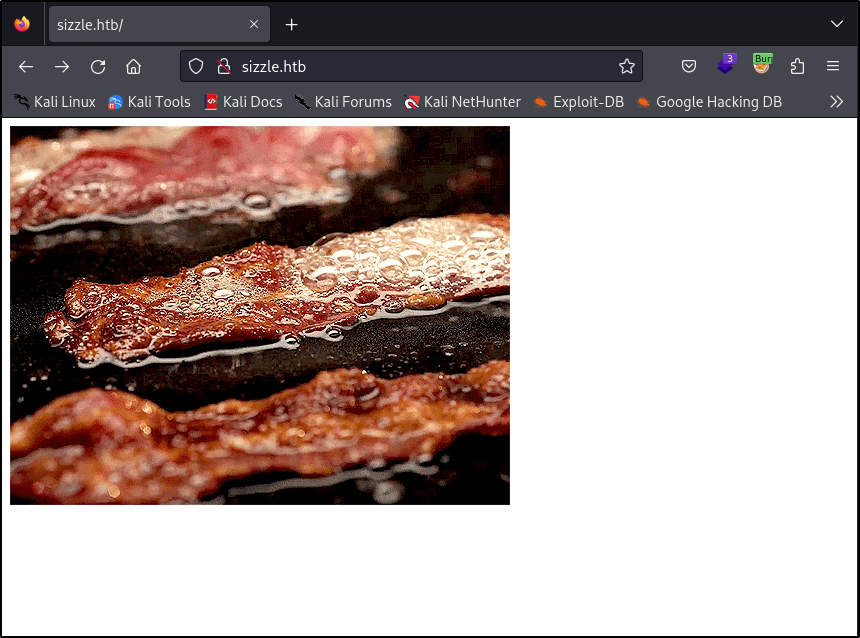 sizzle.htb/
sizzle.htb
3
Bur
Kali Linux Kali Tools Kali Docs Kali Forums Kali NetHunter Exploit-DB Google Hacking DB